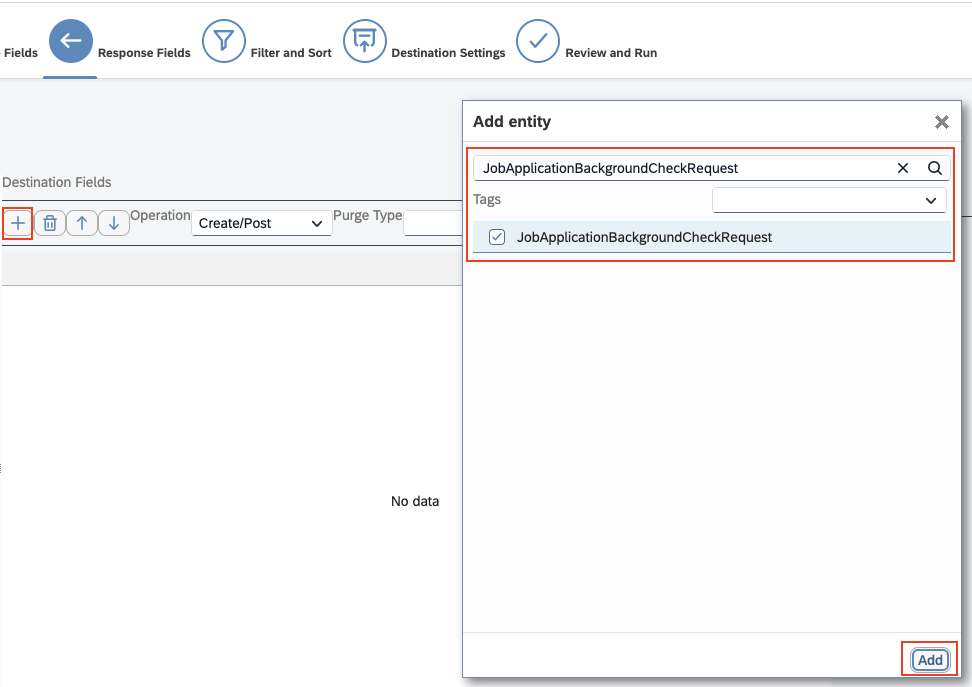 Fields
Response Fields
Filter and Sort
Destination Settings
Review and Run
Add entity
JobApplicationBackgroundCheckRequest
Tags
JobApplicationBackgroundCheckRequest
Destination Fields
Operation
Create/Post
Purge Type
No data
Add